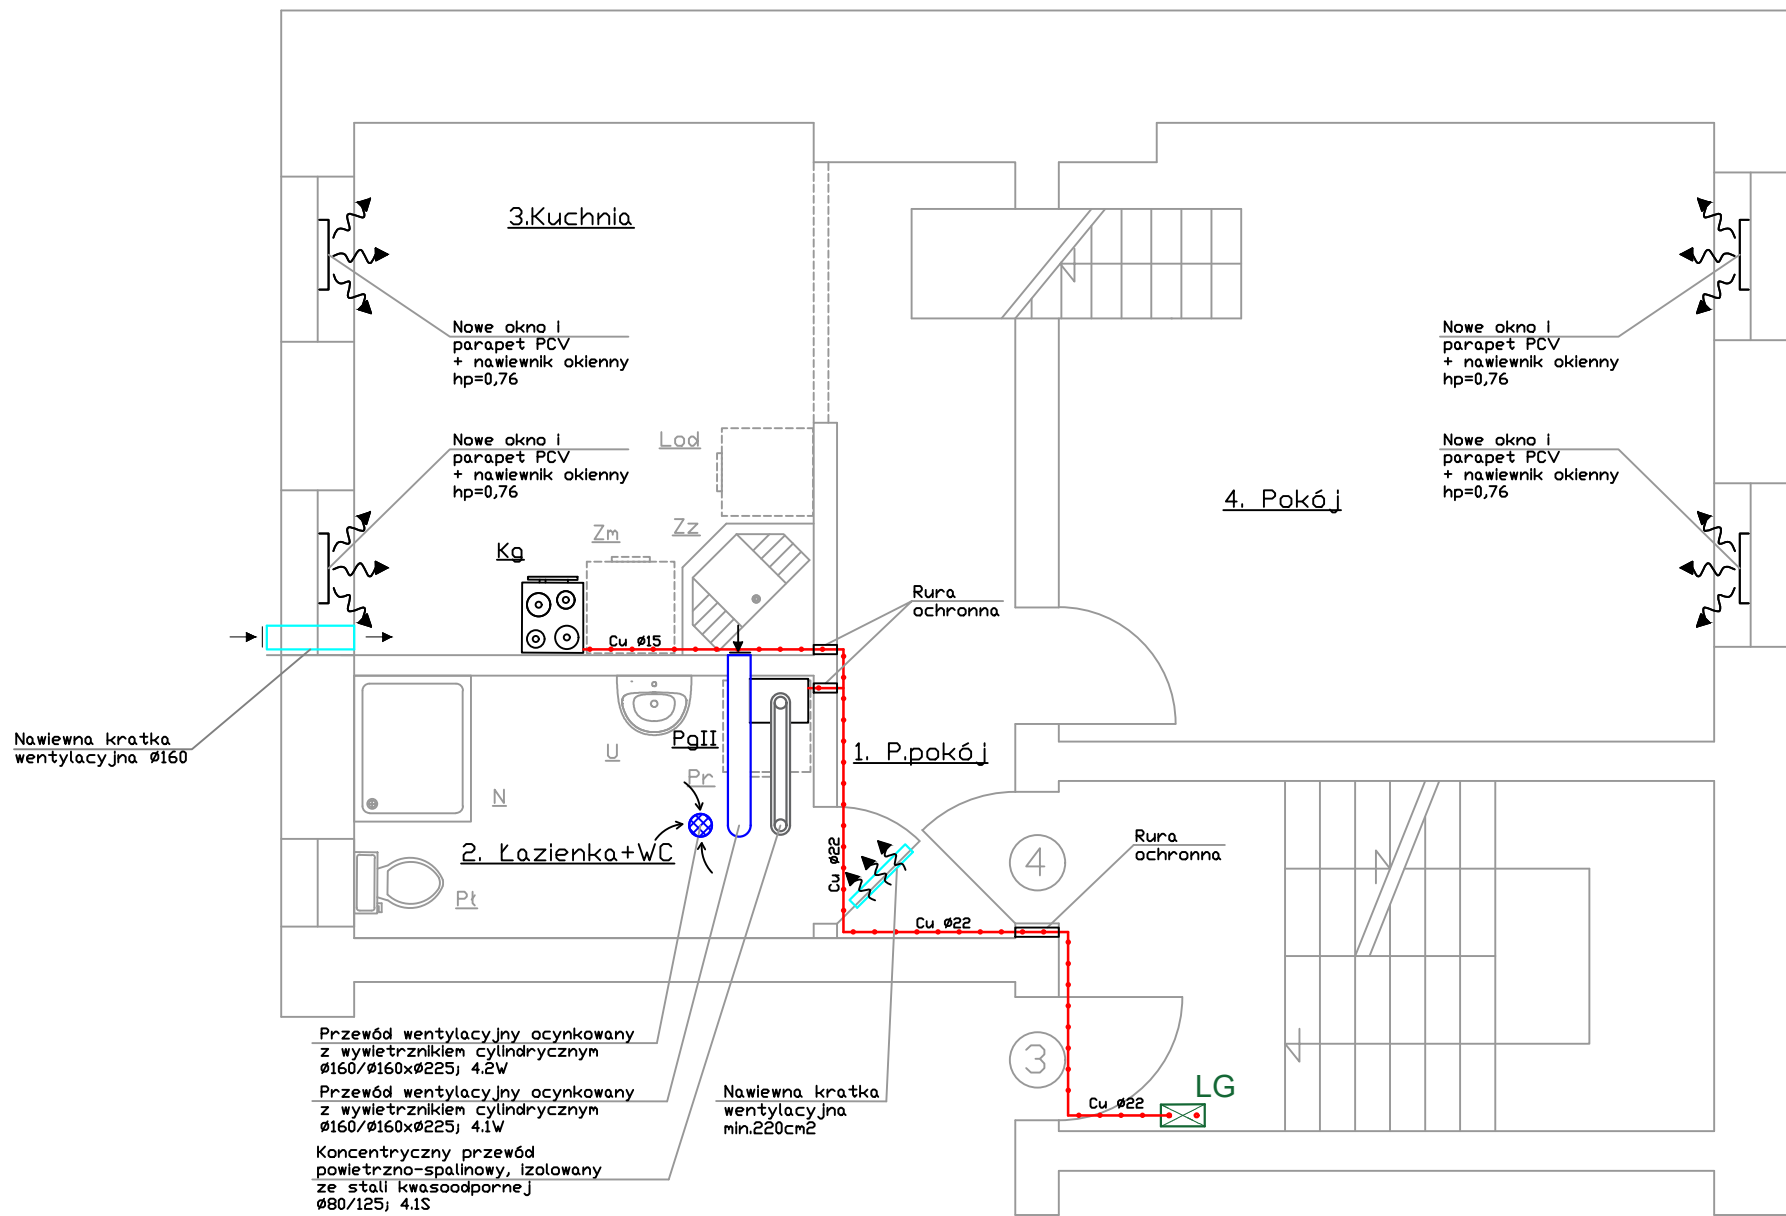 3.Kuchnia
Nowe okno i
parapet PCV
+ nawiewnik okienny
hp=0,76
Nowe okno i
parapet PCV
+ nawiewnik okienny
hp=0,76
Nowe okno i
parapet PCV
+ nawiewnik okienny
hp=0,76
Nowe okno i
parapet PCV
+ nawiewnik okienny
hp=0,76
Lod
4. Pokój
Zz
Zm
Kg
Rura
ochronna
Cu ø15
Nawiewna kratka
wentylacyjna Ø160
PgII
U
1. P.pokój
Pr
N
2. Łazienka+WC
Cu ø22
4
Rura
ochronna
Pł
Cu ø22
Przewód wentylacyjny ocynkowany
z wywietrznikiem cylindrycznym
Ø160/Ø160xØ225; 4.2W
3
LG
Przewód wentylacyjny ocynkowany
z wywietrznikiem cylindrycznym
Ø160/Ø160xØ225; 4.1W
Nawiewna kratka
wentylacyjna
min.220cm2
Cu ø22
Koncentryczny przewód
powietrzno-spalinowy, izolowany
ze stali kwasoodpornej
Ø80/125; 4.1S